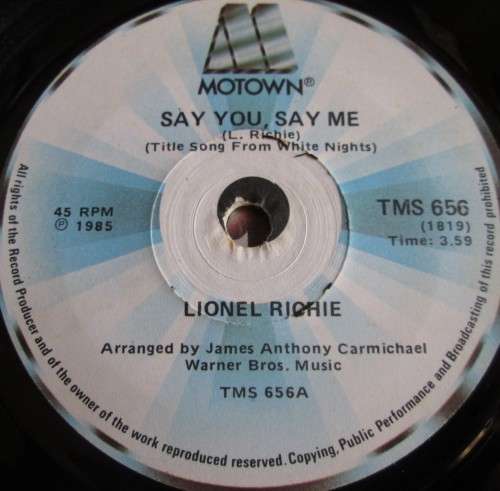 MOTOWN®
SAY YOU, SAY ME
(L. Richie)
(Title Song From White Nights)
45 RPM
℗ 1985
TMS 656
(1819)
Time: 3.59
LIONEL RICHIE
Arranged by James Anthony Carmichael
Warner Bros. Music
TMS 656A
All rights of the Record Producer and of the owner of the work reproduced reserved. Copying, Public Performance and Broadcasting of this record prohibited.